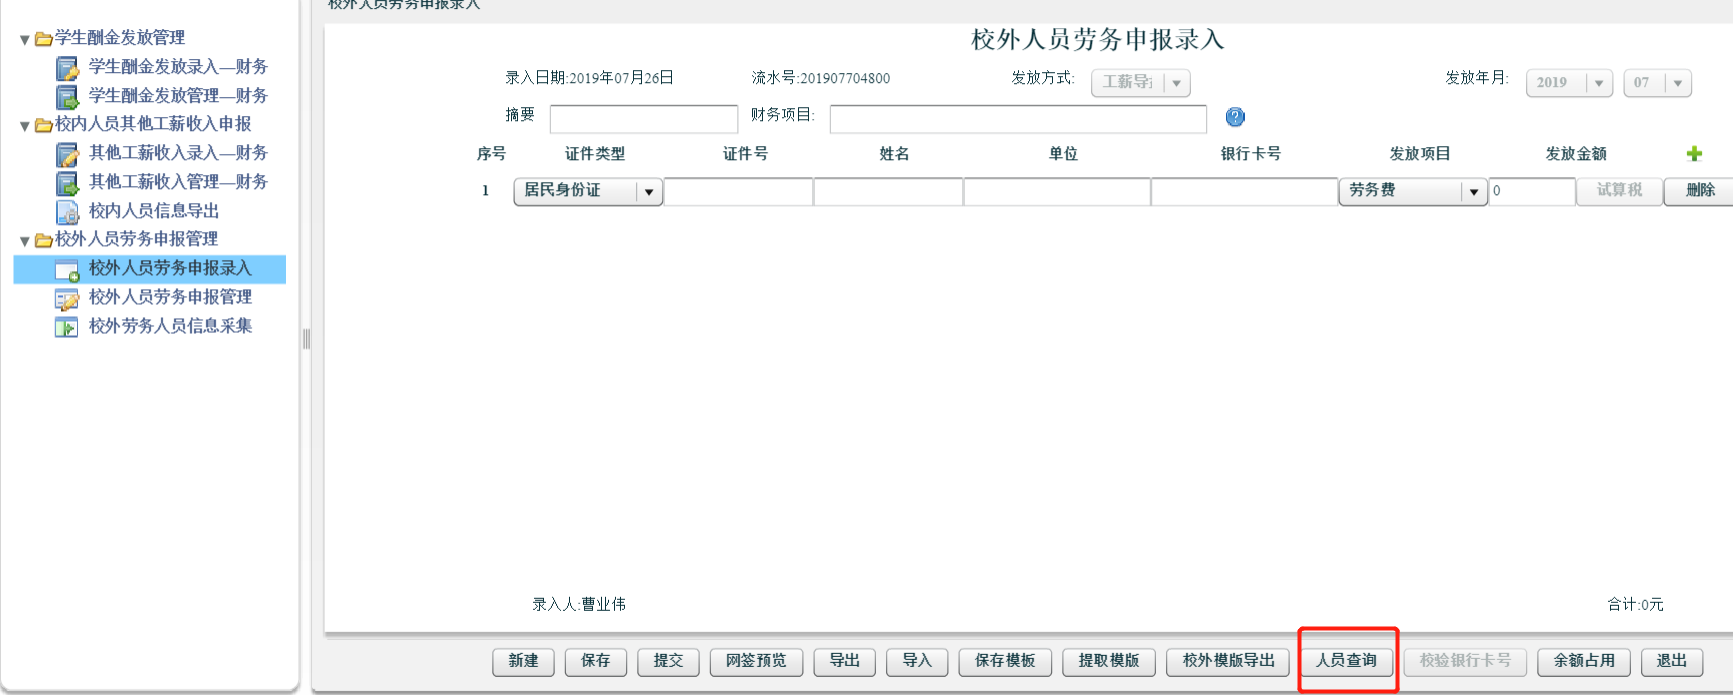 校外人员劳务申报录入
学生酬金发放管理
学生酬金发放录入—财务
学生酬金发放管理—财务
校内人员其他工薪收入申报
其他工薪收入录入—财务
其他工薪收入管理—财务
校内人员信息导出
校外人员劳务申报管理
校外人员劳务申报录入
校外人员劳务申报管理
校外劳务人员信息采集
校外人员劳务申报录入
录入日期:2019年07月26日 流水号:201907704800 发放方式: 工薪导 发放年月: 2019 07
摘要 财务项目:
序号 证件类型 证件号 姓名 单位 银行卡号 发放项目 发放金额
1 居民身份证 劳务费 0 试算税 删除
录入人:曹业伟 合计:0元
新建 保存 提交 网签预览 导出 导入 保存模板 提取模版 校外模版导出 人员查询 校验银行卡号 余额占用 退出